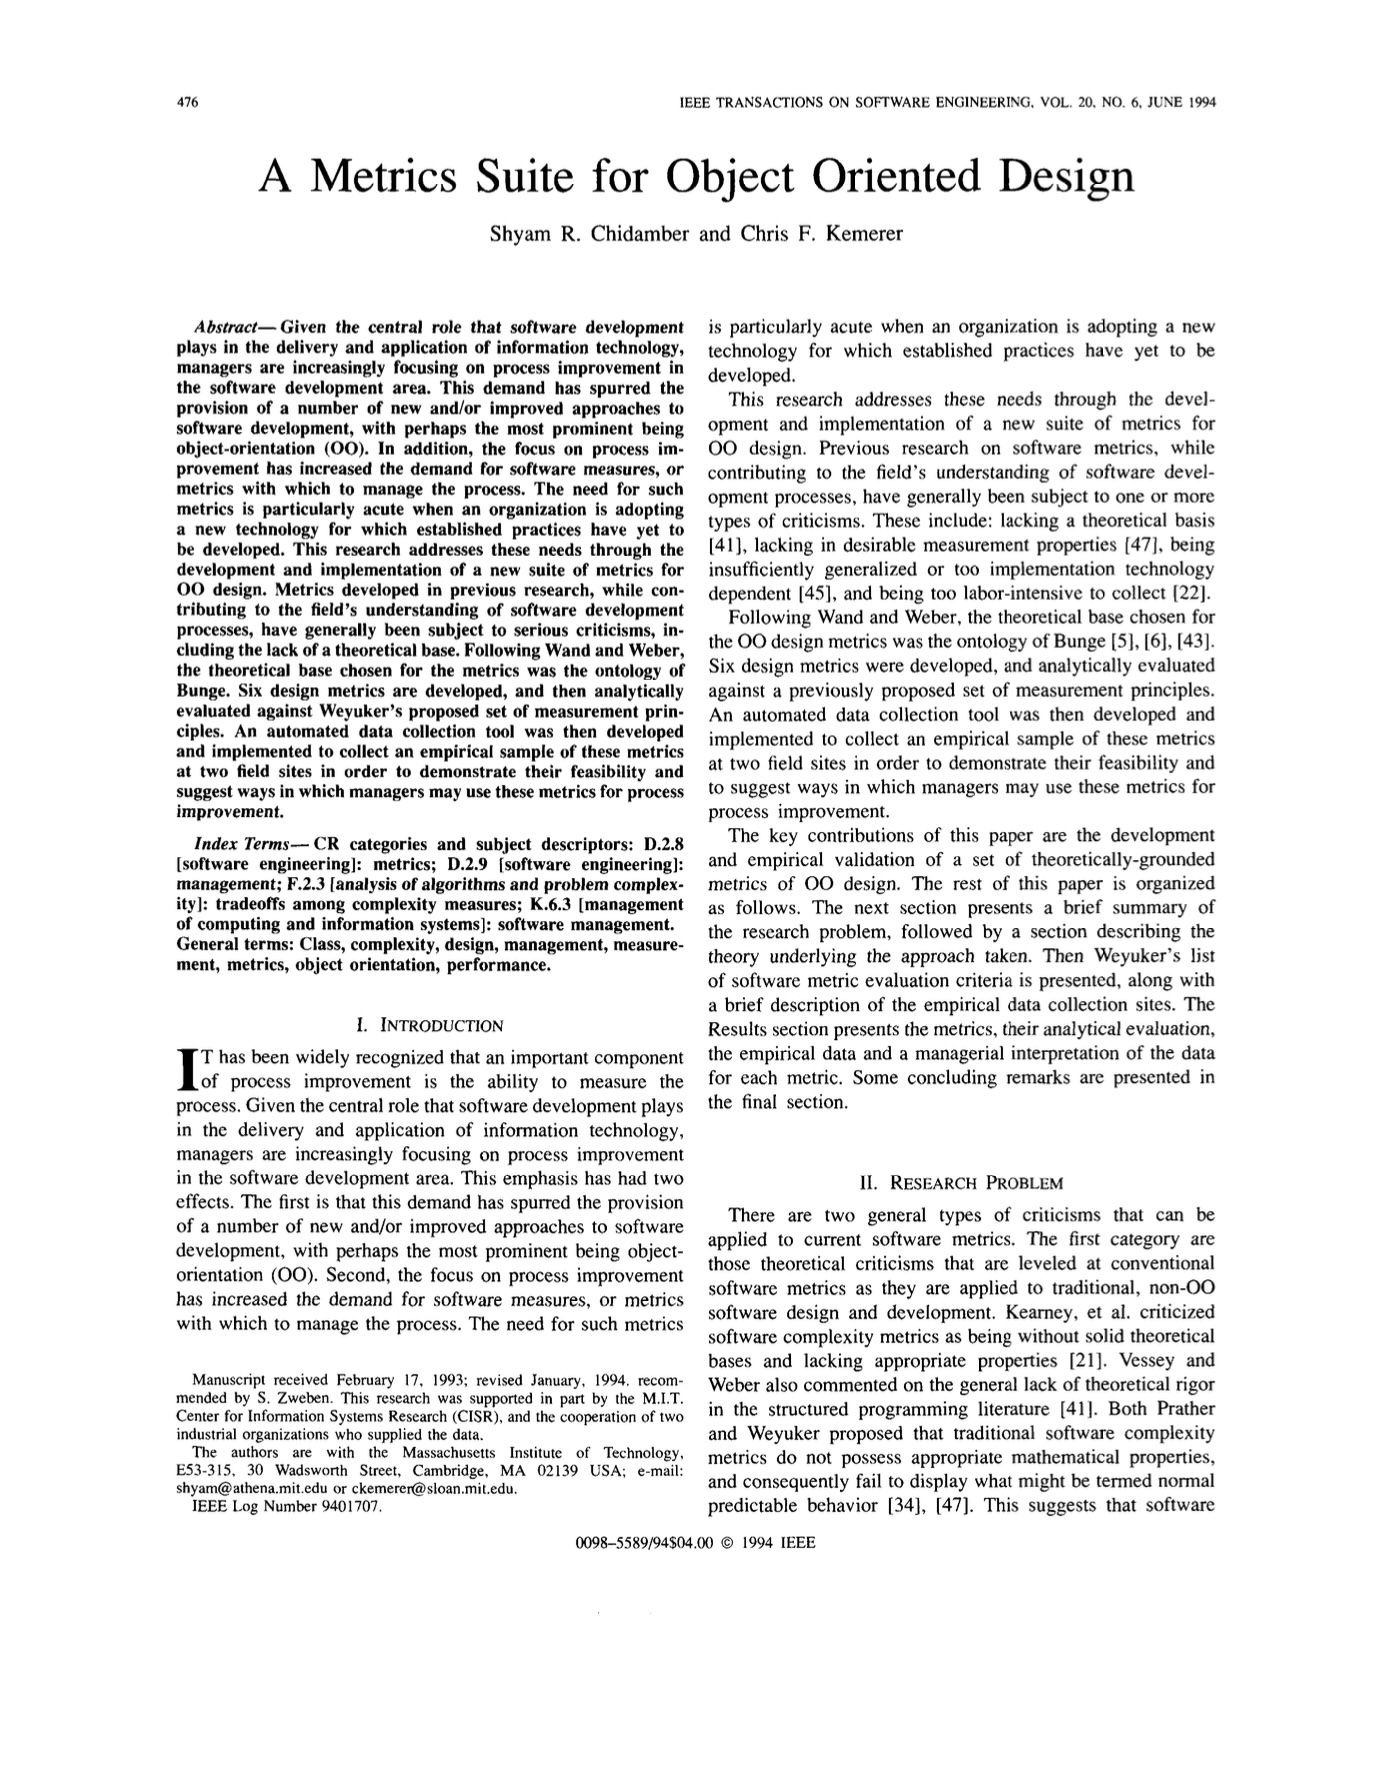 476
IEEE TRANSACTIONS ON SOFTWARE ENGINEERING, VOL. 20, NO. 6, JUNE 1994
A Metrics Suite for Object Oriented Design
Shyam R. Chidamber and Chris F. Kemerer
Abstract—Given the central role that software development
plays in the delivery and application of information technology,
managers are increasingly focusing on process improvement in
the software development area. This demand has spurred the
provision of a number of new and/or improved approaches to
software development, with perhaps the most prominent being
object-orientation (OO). In addition, the focus on process im-
provement has increased the demand for software measures, or
metrics with which to manage the process. The need for such
metrics is particularly acute when an organization is adopting
a new technology for which established practices have yet to
be developed. This research addresses these needs through the
development and implementation of a new suite of metrics for
OO design. Metrics developed in previous research, while con-
tributing to the field's understanding of software development
processes, have generally been subject to serious criticisms, in-
cluding the lack of a theoretical base. Following Wand and Weber,
the theoretical base chosen for the metrics was the ontology of
Bunge. Six design metrics are developed, and then analytically
evaluated against Weyuker's proposed set of measurement prin-
ciples. An automated data collection tool was then developed
and implemented to collect an empirical sample of these metrics
at two field sites in order to demonstrate their feasibility and
suggest ways in which managers may use these metrics for process
improvement.
Index Terms—CR categories and subject descriptors: D.2.8
[software engineering]: metrics; D.2.9 [software engineering]:
management; F.2.3 [analysis of algorithms and problem complex-
ity]: tradeoffs among complexity measures; K.6.3 [management
of computing and information systems]: software management.
General terms: Class, complexity, design, management, measure-
ment, metrics, object orientation, performance.
I. INTRODUCTION
IT has been widely recognized that an important component
of process improvement is the ability to measure the
process. Given the central role that software development plays
in the delivery and application of information technology,
managers are increasingly focusing on process improvement
in the software development area. This emphasis has had two
effects. The first is that this demand has spurred the provision
of a number of new and/or improved approaches to software
development, with perhaps the most prominent being object-
orientation (OO). Second, the focus on process improvement
has increased the demand for software measures, or metrics
with which to manage the process. The need for such metrics
Manuscript received February 17, 1993; revised January, 1994. recom-
mended by S. Zweben. This research was supported in part by the M.I.T.
Center for Information Systems Research (CISR), and the cooperation of two
industrial organizations who supplied the data.
The authors are with the Massachusetts Institute of Technology,
E53-315, 30 Wadsworth Street, Cambridge, MA 02139 USA; e-mail:
shyam@athena.mit.edu or ckemerer@sloan.mit.edu.
IEEE Log Number 9401707.
is particularly acute when an organization is adopting a new
technology for which established practices have yet to be
developed.
This research addresses these needs through the devel-
opment and implementation of a new suite of metrics for
OO design. Previous research on software metrics, while
contributing to the field's understanding of software devel-
opment processes, have generally been subject to one or more
types of criticisms. These include: lacking a theoretical basis
[41], lacking in desirable measurement properties [47], being
insufficiently generalized or too implementation technology
dependent [45], and being too labor-intensive to collect [22].
Following Wand and Weber, the theoretical base chosen for
the OO design metrics was the ontology of Bunge [5], [6], [43].
Six design metrics were developed, and analytically evaluated
against a previously proposed set of measurement principles.
An automated data collection tool was then developed and
implemented to collect an empirical sample of these metrics
at two field sites in order to demonstrate their feasibility and
to suggest ways in which managers may use these metrics for
process improvement.
The key contributions of this paper are the development
and empirical validation of a set of theoretically-grounded
metrics of OO design. The rest of this paper is organized
as follows. The next section presents a brief summary of
the research problem, followed by a section describing the
theory underlying the approach taken. Then Weyuker's list
of software metric evaluation criteria is presented, along with
a brief description of the empirical data collection sites. The
Results section presents the metrics, their analytical evaluation,
the empirical data and a managerial interpretation of the data
for each metric. Some concluding remarks are presented in
the final section.
II. RESEARCH PROBLEM
There are two general types of criticisms that can be
applied to current software metrics. The first category are
those theoretical criticisms that are leveled at conventional
software metrics as they are applied to traditional, non-OO
software design and development. Kearney, et al. criticized
software complexity metrics as being without solid theoretical
bases and lacking appropriate properties [21]. Vessey and
Weber also commented on the general lack of theoretical rigor
in the structured programming literature [41]. Both Prather
and Weyuker proposed that traditional software complexity
metrics do not possess appropriate mathematical properties,
and consequently fail to display what might be termed normal
predictable behavior [34], [47]. This suggests that software
0098–5589/94$04.00 © 1994 IEEE